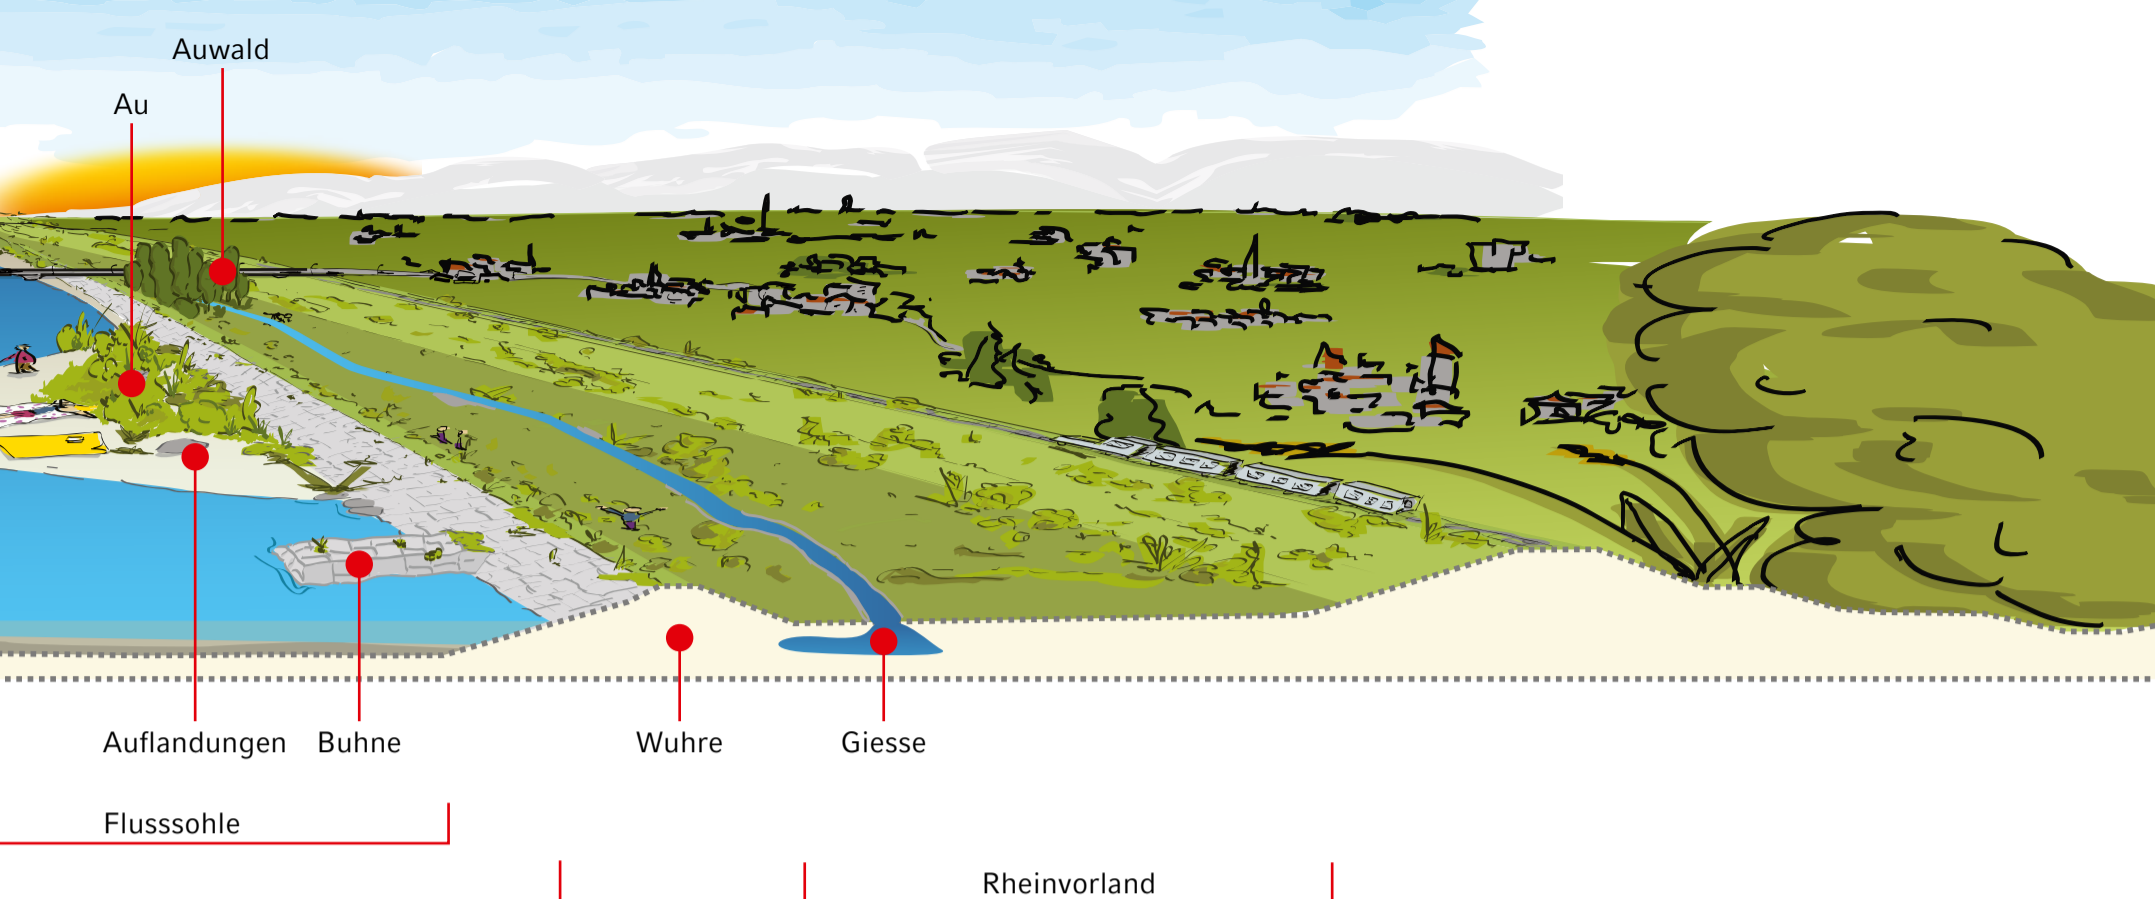 Auwald
Au
Auflandungen
Buhne
Wuhre
Giesse
Flusssohle
Rheinvorland